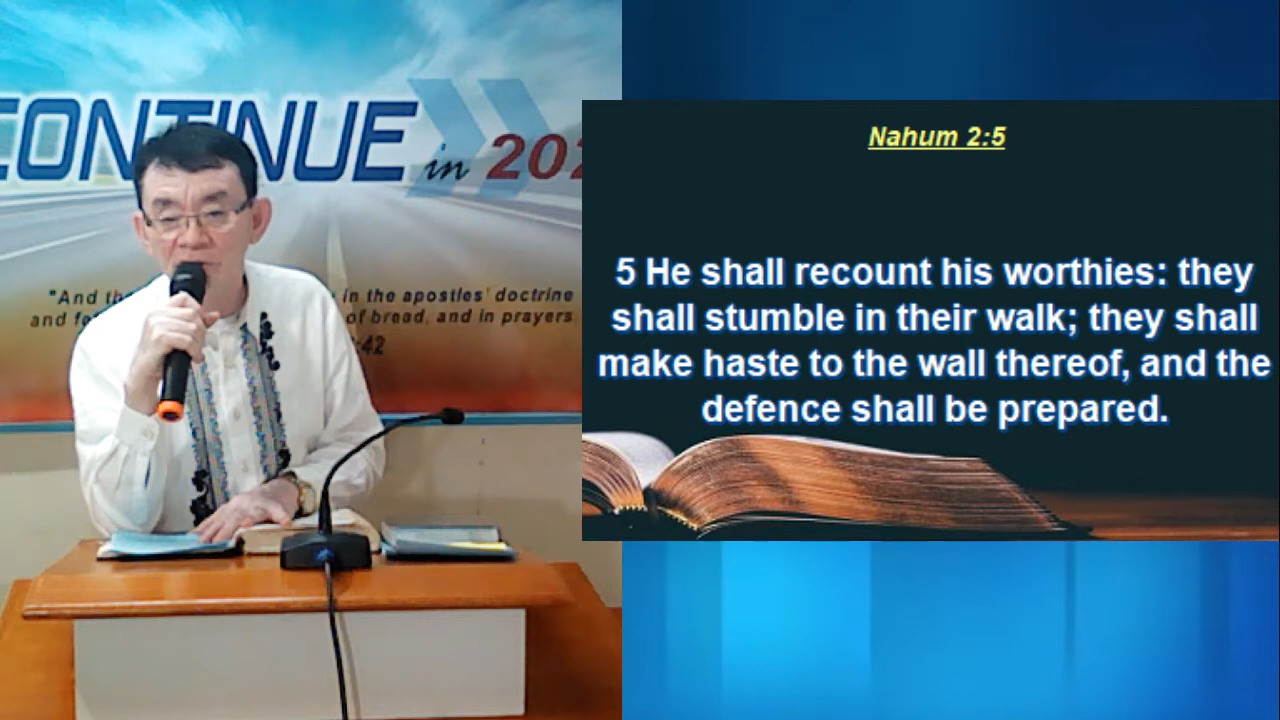 CONTINUE
in 202
"And th in the apostles' doctrine
and fe of bread, and in prayers
:42
Nahum 2:5
5 He shall recount his worthies: they
shall stumble in their walk; they shall
make haste to the wall thereof, and the
defence shall be prepared.